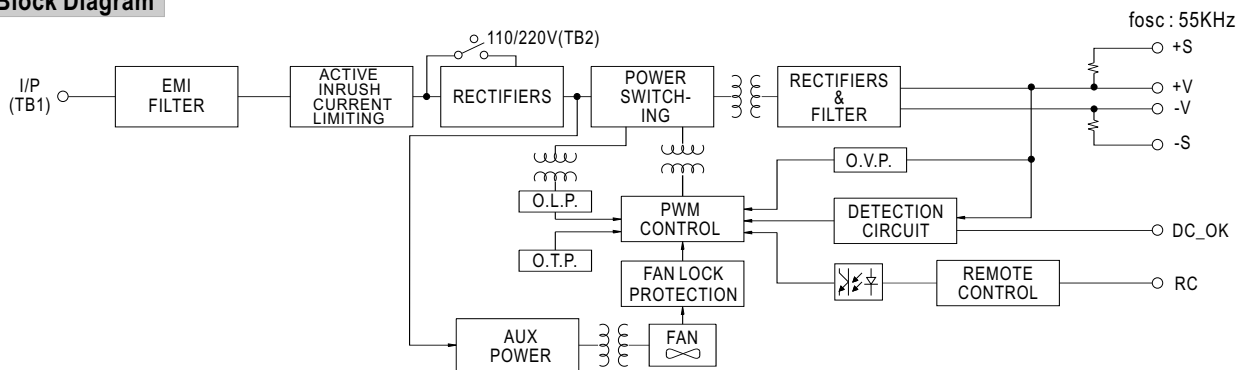 Block Diagram
fosc : 55KHz
I/P
(TB1)
EMI
FILTER
ACTIVE
INRUSH
CURRENT
LIMITING
110/220V(TB2)
RECTIFIERS
POWER
SWITCH-
ING
RECTIFIERS
&
FILTER
+S
+V
-V
-S
O.L.P.
O.T.P.
PWM
CONTROL
O.V.P.
DETECTION
CIRCUIT
DC_OK
FAN LOCK
PROTECTION
REMOTE
CONTROL
RC
AUX
POWER
FAN